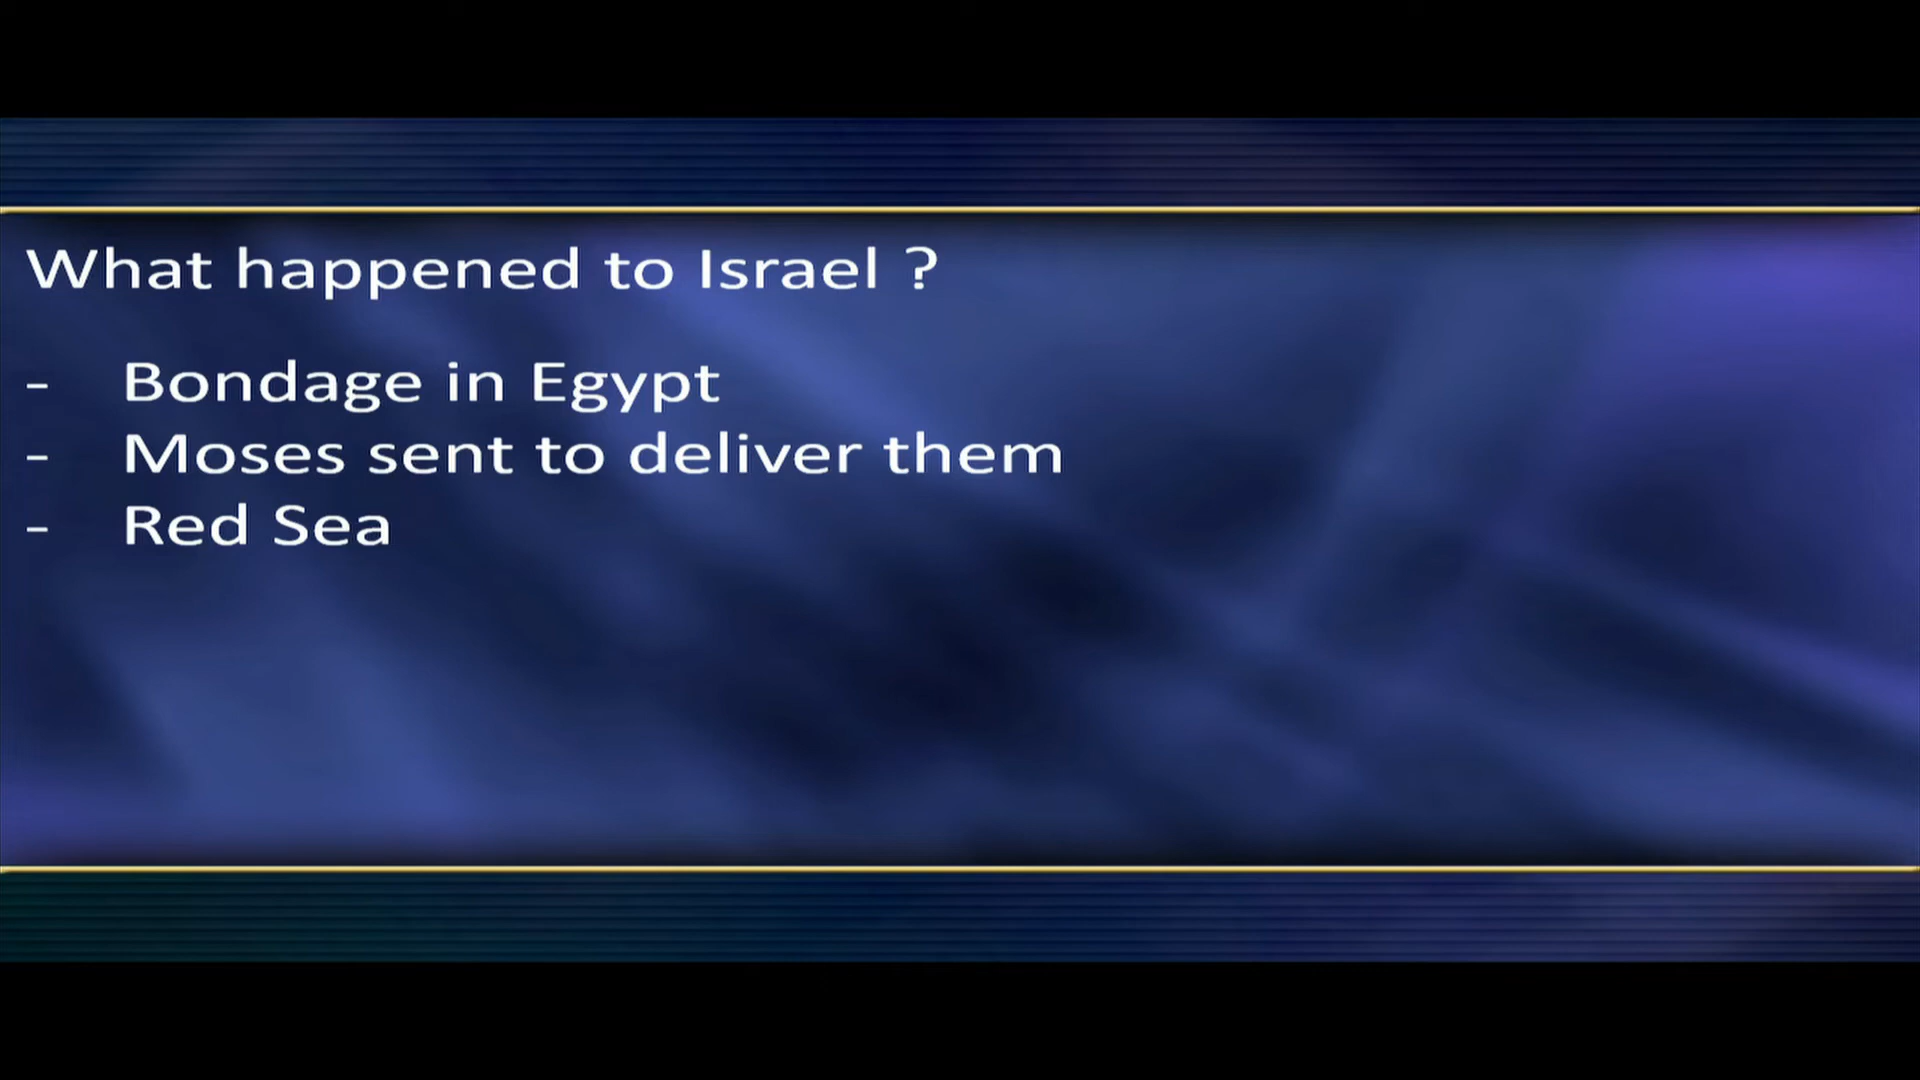 What happened to Israel ?
- Bondage in Egypt
- Moses sent to deliver them
- Red Sea